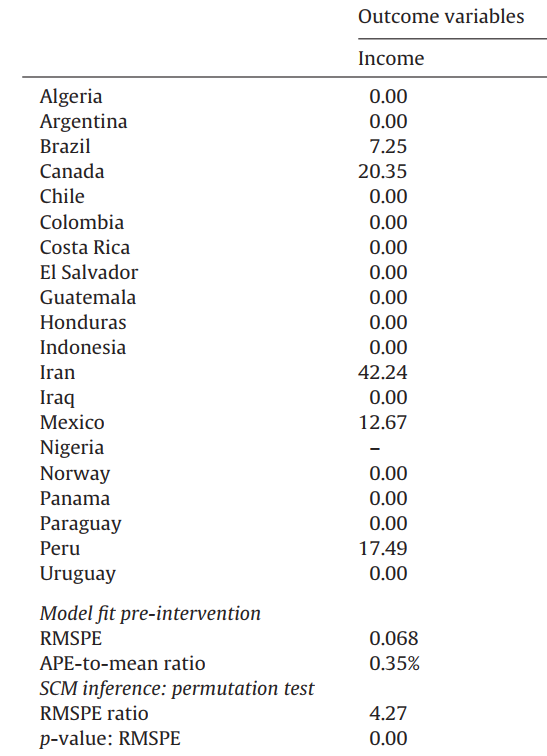 Outcome variables
Income
Algeria 0.00
Argentina 0.00
Brazil 7.25
Canada 20.35
Chile 0.00
Colombia 0.00
Costa Rica 0.00
El Salvador 0.00
Guatemala 0.00
Honduras 0.00
Indonesia 0.00
Iran 42.24
Iraq 0.00
Mexico 12.67
Nigeria –
Norway 0.00
Panama 0.00
Paraguay 0.00
Peru 17.49
Uruguay 0.00
Model fit pre-intervention
RMSPE 0.068
APE-to-mean ratio 0.35%
SCM inference: permutation test
RMSPE ratio 4.27
p-value: RMSPE 0.00